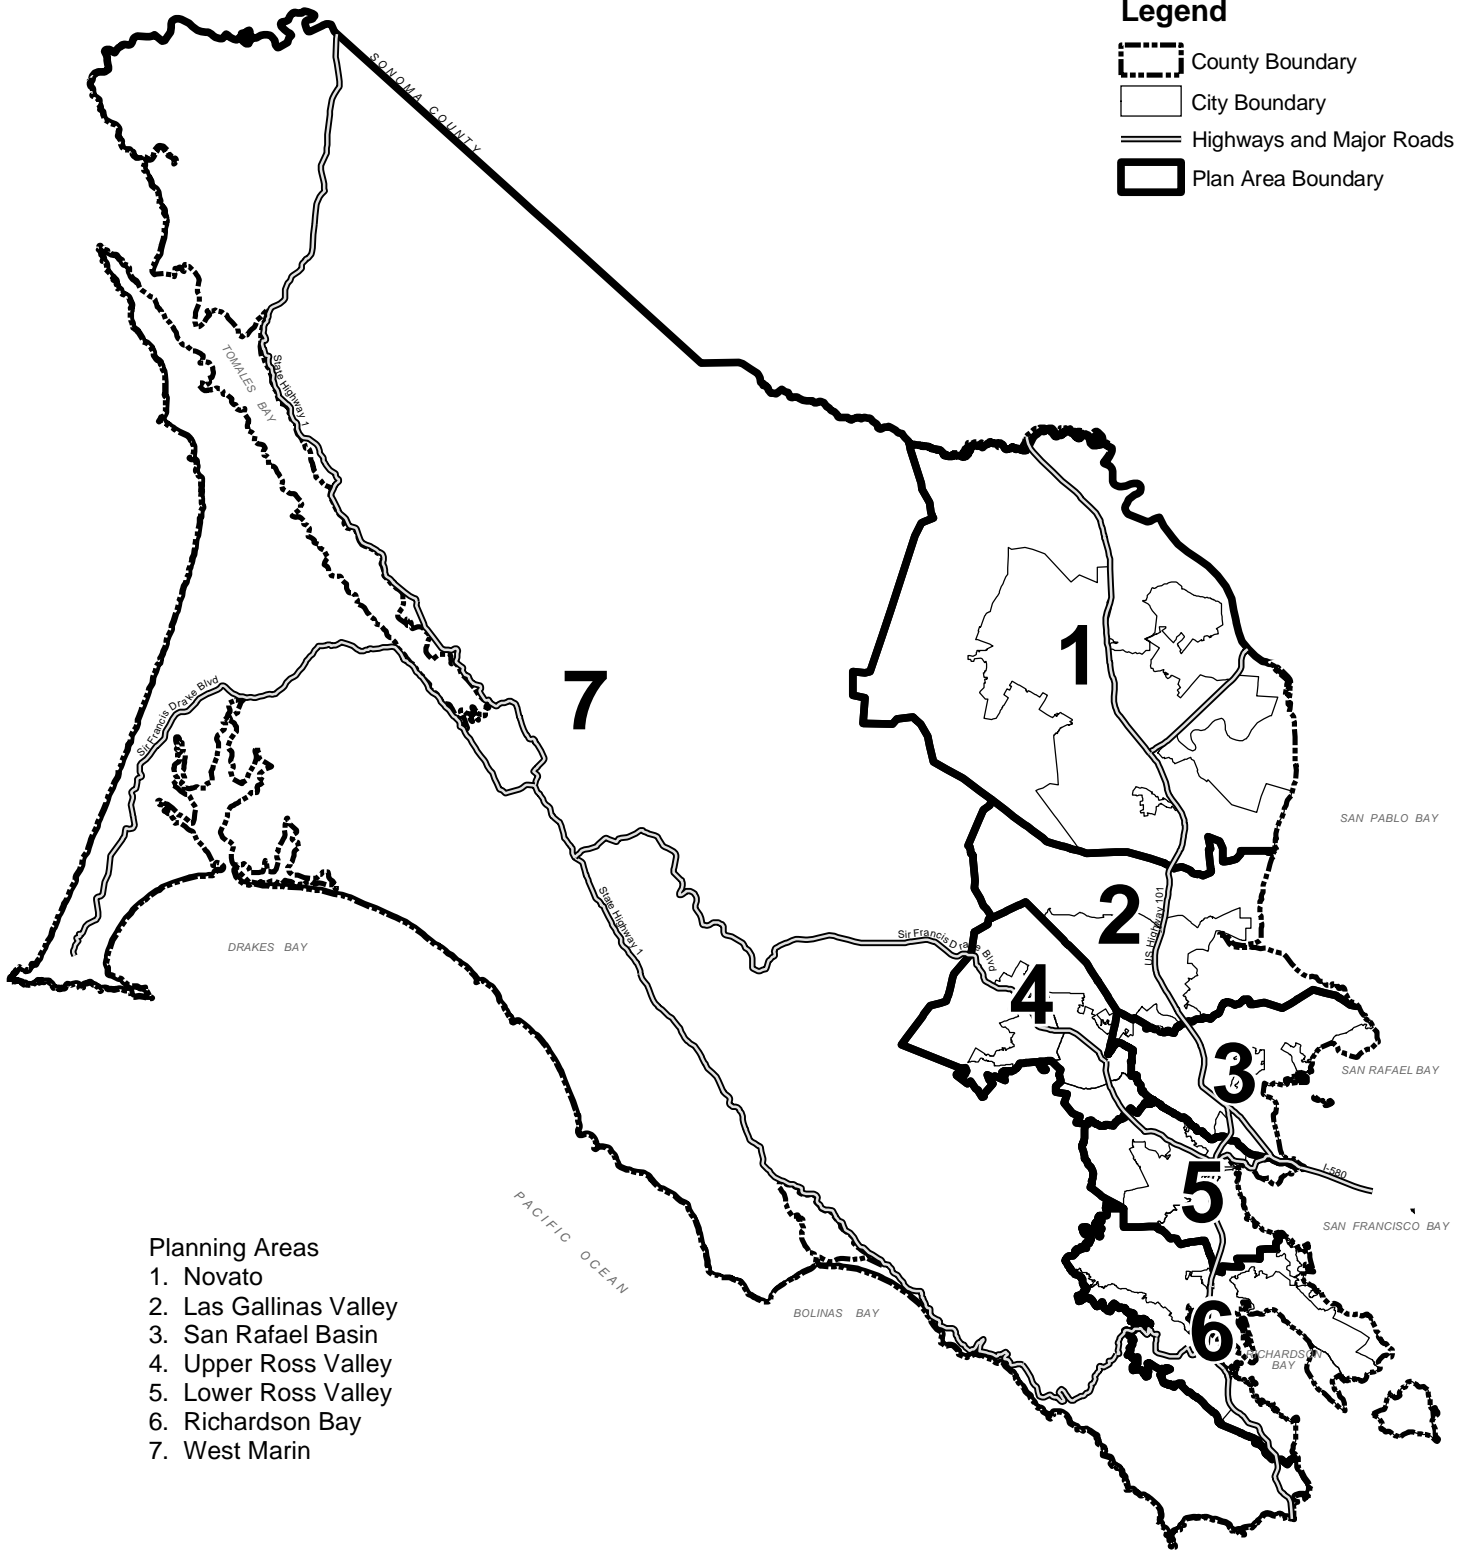 Legend
County Boundary
City Boundary
Highways and Major Roads
Plan Area Boundary
SONOMA COUNTY
TOMALES BAY
State Highway 1
1
7
Sir Francis Drake Blvd
SAN PABLO BAY
2
US Highway 101
State Highway 1
Sir Francis Drake Blvd
DRAKES BAY
4
3
SAN RAFAEL BAY
I-580
5
SAN FRANCISCO BAY
PACIFIC OCEAN
BOLINAS BAY
6
RICHARDSON
BAY
Planning Areas
1. Novato
2. Las Gallinas Valley
3. San Rafael Basin
4. Upper Ross Valley
5. Lower Ross Valley
6. Richardson Bay
7. West Marin